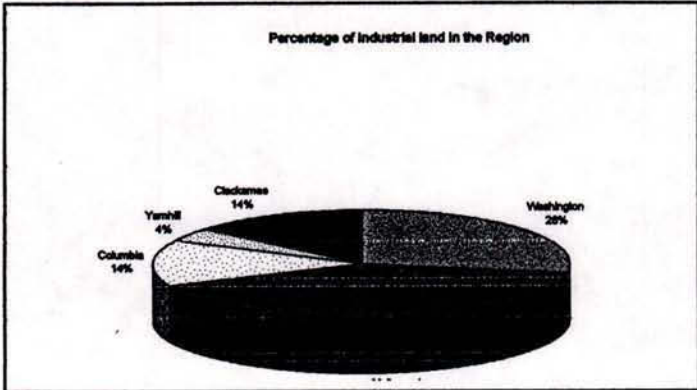 Percentage of Industrial land in the Region
Clackamas
14%
Washington
28%
Yamhill
4%
Columbia
14%